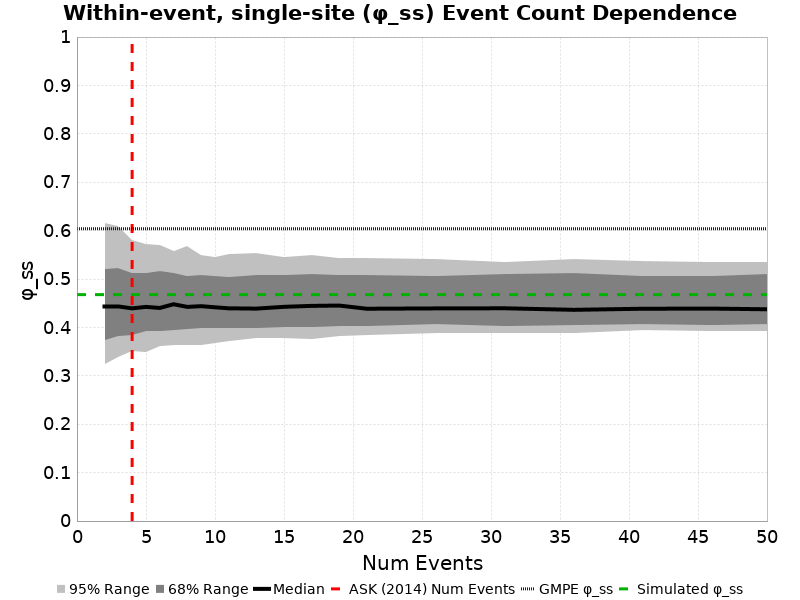 Within-event, single-site (φ_ss) Event Count Dependence
1
0.9
0.8
0.7
0.6
0.5
0.4
0.3
0.2
0.1
0
φ_ss
0 5 10 15 20 25 30 35 40 45 50
Num Events
95% Range 68% Range Median ASK (2014) Num Events GMPE φ_ss Simulated φ_ss